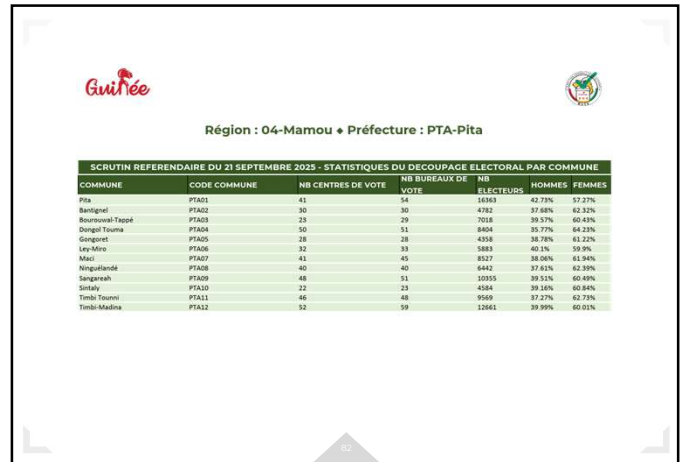 Guinée
Région : 04-Mamou ◆ Préfecture : PTA-Pita
SCRUTIN REFERENDAIRE DU 21 SEPTEMBRE 2025 - STATISTIQUES DU DECOUPAGE ELECTORAL PAR COMMUNE
COMMUNE CODE COMMUNE NB CENTRES DE VOTE NB BUREAUX DE VOTE NB ELECTEURS HOMMES FEMMES
Pita PTA01 41 54 16363 42.73% 57.27%
Bantignel PTA02 30 30 4782 37.68% 62.32%
Bourouwal-Tappé PTA03 23 29 7018 39.57% 60.43%
Dongol Touma PTA04 50 51 8404 35.77% 64.23%
Gongoret PTA05 28 28 4358 38.78% 61.22%
Ley-Miro PTA06 32 33 5883 40.1% 59.9%
Maci PTA07 41 45 8527 38.06% 61.94%
Ninguélandé PTA08 40 40 6442 37.61% 62.39%
Sangareah PTA09 48 51 10355 39.51% 60.49%
Sintaly PTA10 22 23 4584 39.16% 60.84%
Timbi Tounni PTA11 46 48 9569 37.27% 62.73%
Timbi-Madina PTA12 52 59 12661 39.99% 60.01%
82